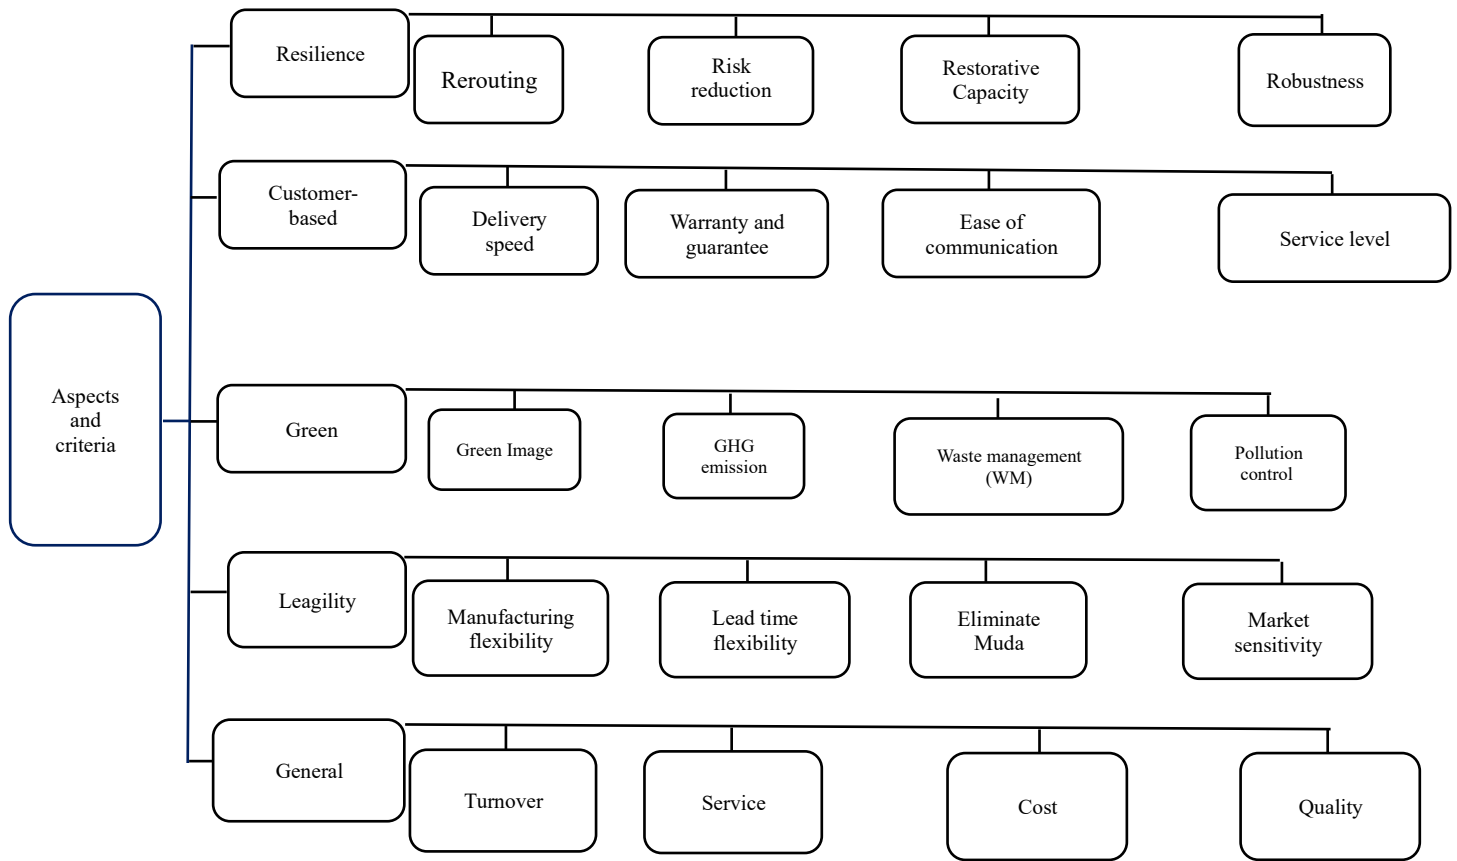 Resilience
Rerouting
Risk
reduction
Restorative
Capacity
Robustness
Customer-
based
Delivery
speed
Warranty and
guarantee
Ease of
communication
Service level
Aspects
and
criteria
Green
Green Image
GHG
emission
Waste management
(WM)
Pollution
control
Leagility
Manufacturing
flexibility
Lead time
flexibility
Eliminate
Muda
Market
sensitivity
General
Turnover
Service
Cost
Quality